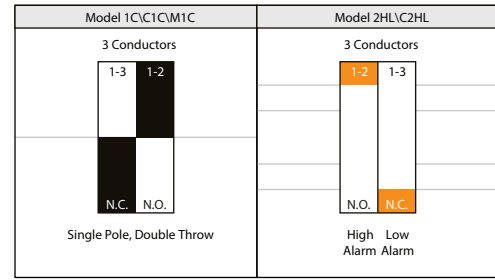 Model 1C\C1C\M1C
3 Conductors
1-3 1-2
N.C. N.O.
Single Pole, Double Throw
Model 2HL\C2HL
3 Conductors
1-2 1-3
N.O. N.C.
High Low
Alarm Alarm